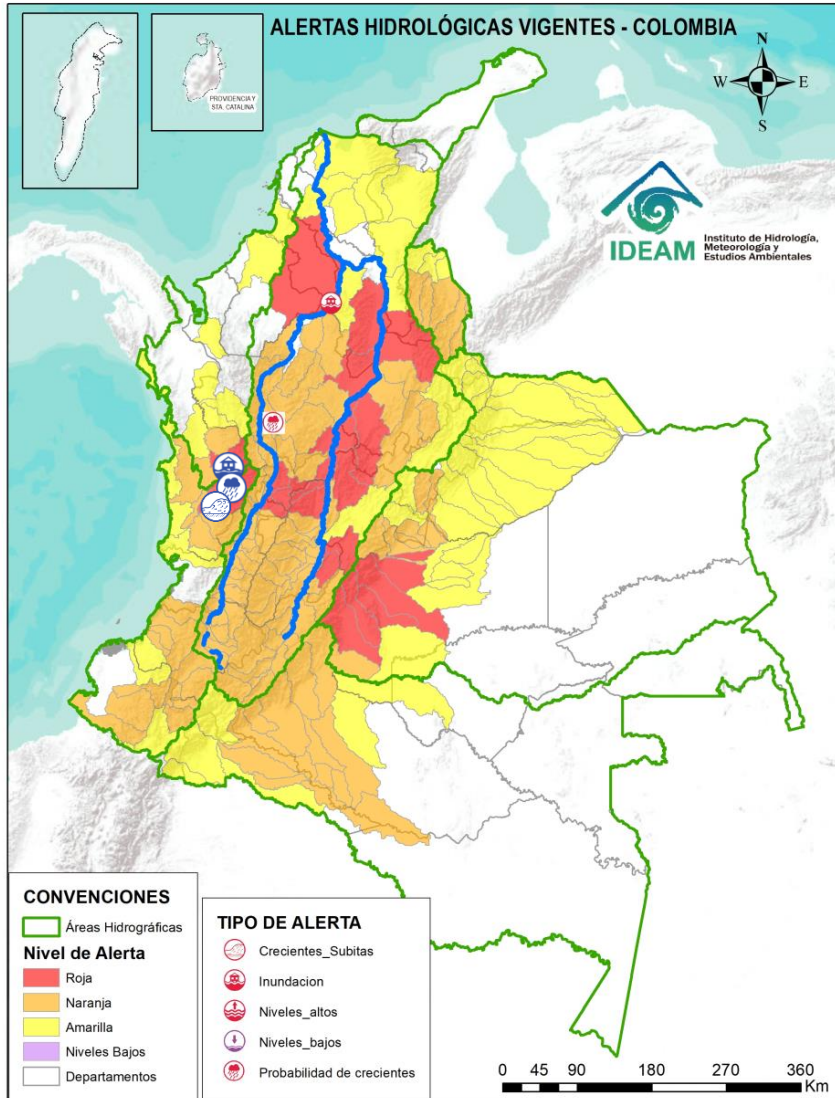 ALERTAS HIDROLÓGICAS VIGENTES - COLOMBIA
PROVIDENCIA Y
STA. CATALINA
N
W
E
S
IDEAM
Instituto de Hidrología,
Meteorología y
Estudios Ambientales
CONVENCIONES
Áreas Hidrográficas
Nivel de Alerta
Roja
Naranja
Amarilla
Niveles Bajos
Departamentos
TIPO DE ALERTA
Crecientes_Subitas
Inundacion
Niveles_altos
Niveles_bajos
Probabilidad de crecientes
0 45 90 180 270 360
Km